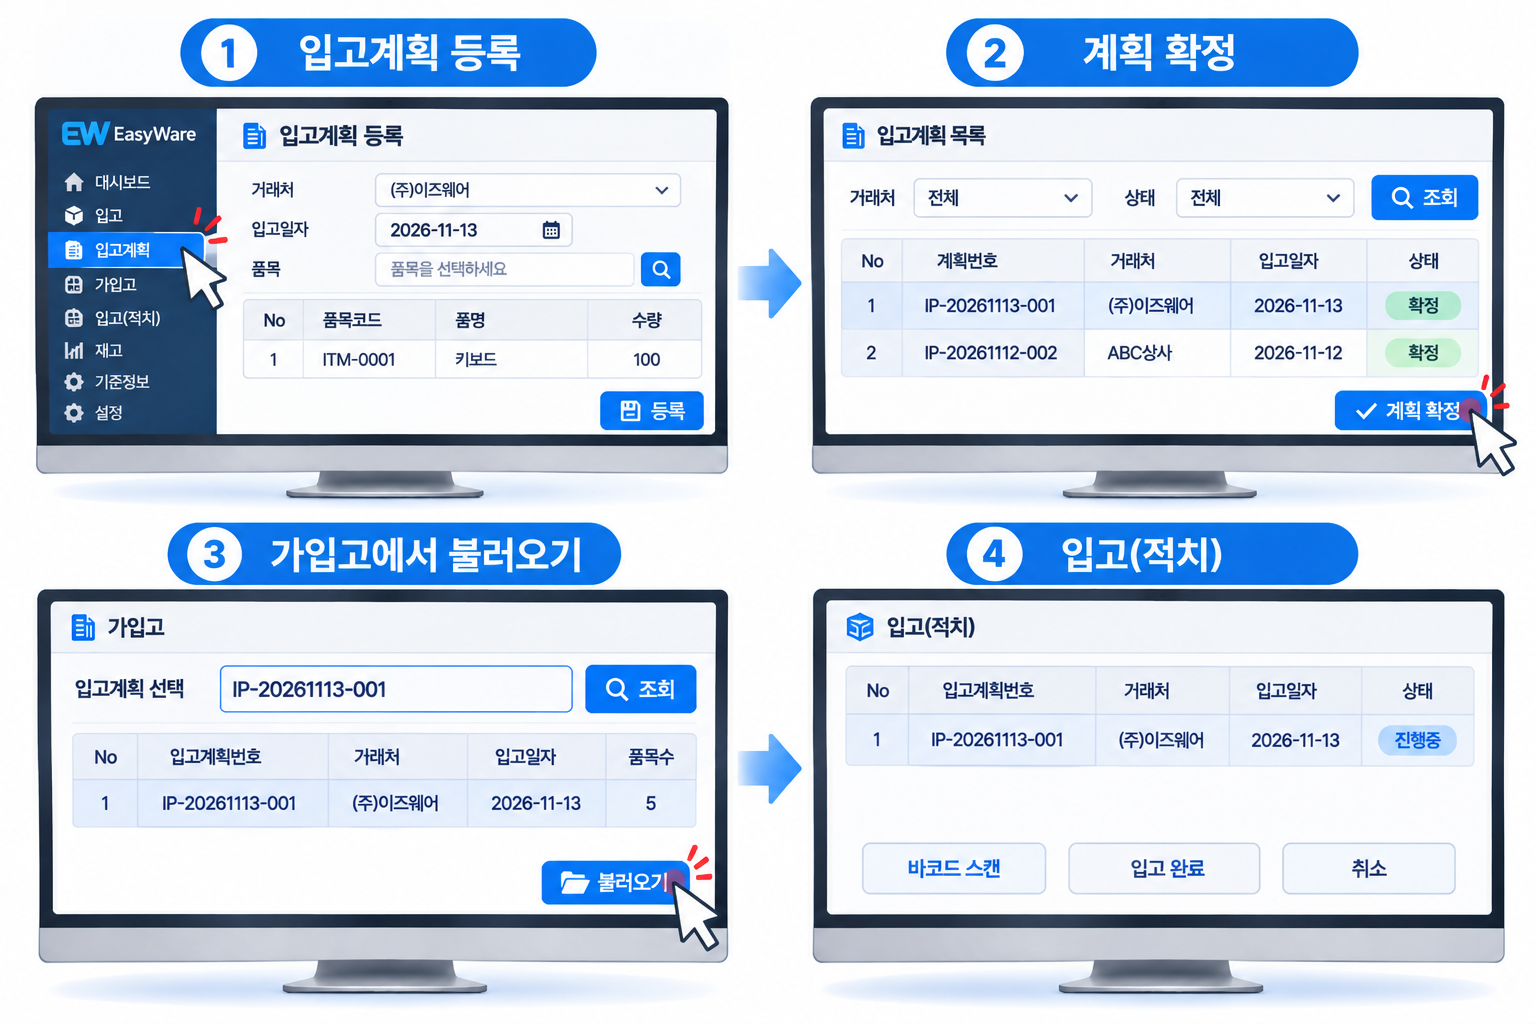 1 입고계획 등록
EW EasyWare
대시보드
입고
입고계획
가입고
입고(적치)
재고
기준정보
설정
입고계획 등록
거래처 (주)이즈웨어
입고일자 2026-11-13
품목 품목을 선택하세요
No 품목코드 품명 수량
1 ITM-0001 키보드 100
등록
2 계획 확정
입고계획 목록
거래처 전체 상태 전체 조회
No 계획번호 거래처 입고일자 상태
1 IP-20261113-001 (주)이즈웨어 2026-11-13 확정
2 IP-20261112-002 ABC상사 2026-11-12 확정
계획 확정
3 가입고에서 불러오기
가입고
입고계획 선택 IP-20261113-001 조회
No 입고계획번호 거래처 입고일자 품목수
1 IP-20261113-001 (주)이즈웨어 2026-11-13 5
불러오기
4 입고(적치)
입고(적치)
No 입고계획번호 거래처 입고일자 상태
1 IP-20261113-001 (주)이즈웨어 2026-11-13 진행중
바코드 스캔 입고 완료 취소